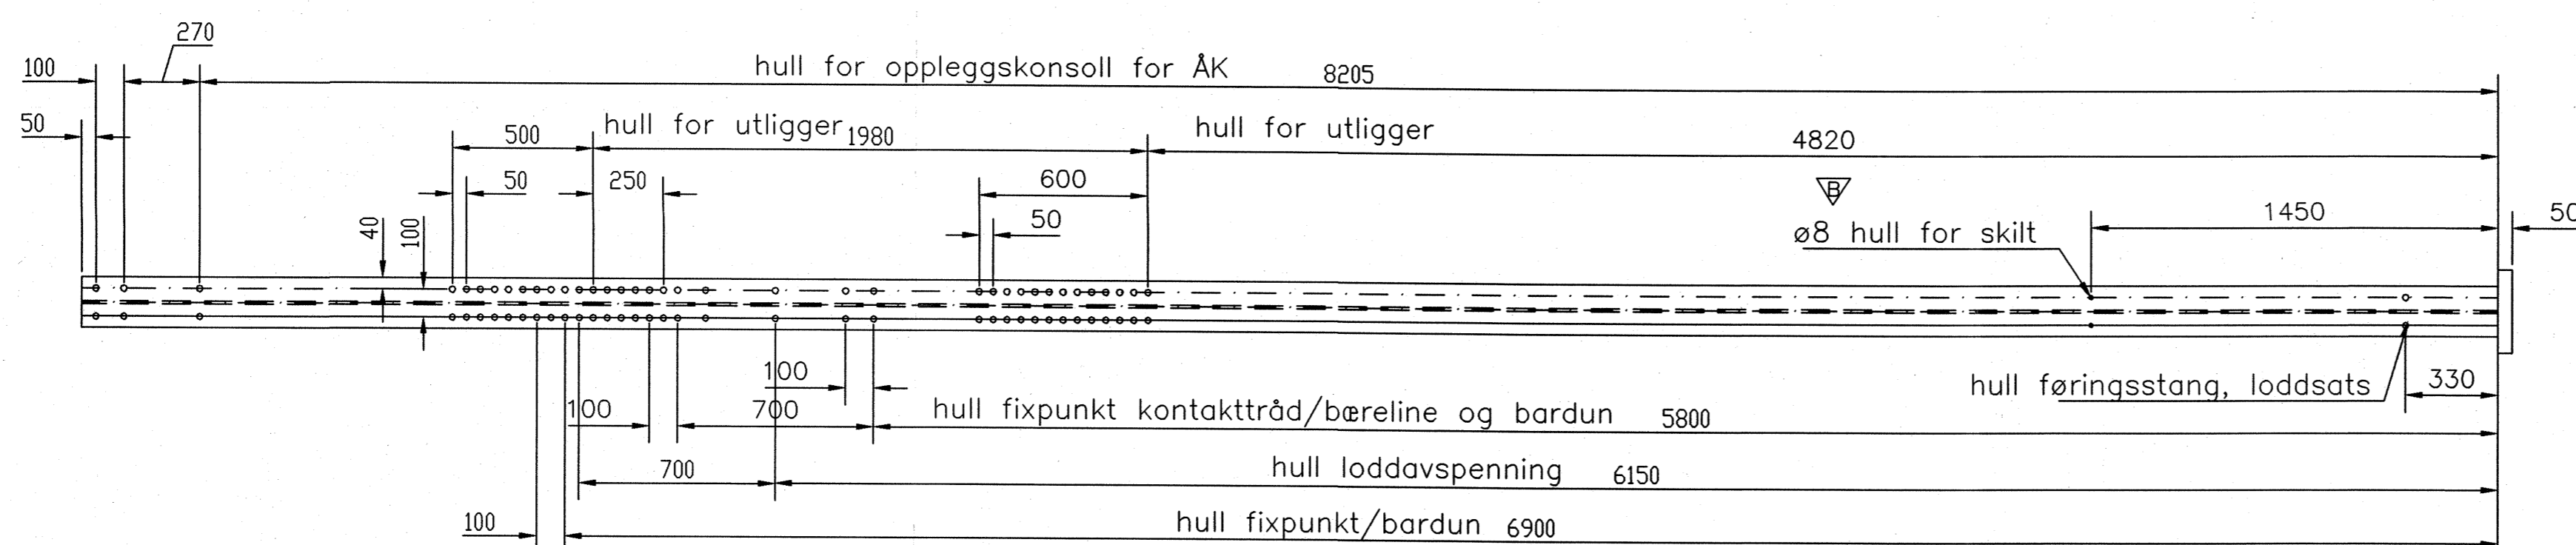 270
100
hull for oppleggskonsoll for ÅK 8205
50
500
hull for utligger 1980
hull for utligger
4820
50
250
600
B
50
1450
50
40
100
ø8 hull for skilt
100
hull føringsstang, loddsats
330
100
700
hull fixpunkt kontakttråd/bæreline og bardun 5800
700
hull loddavspenning 6150
100
hull fixpunkt/bardun 6900